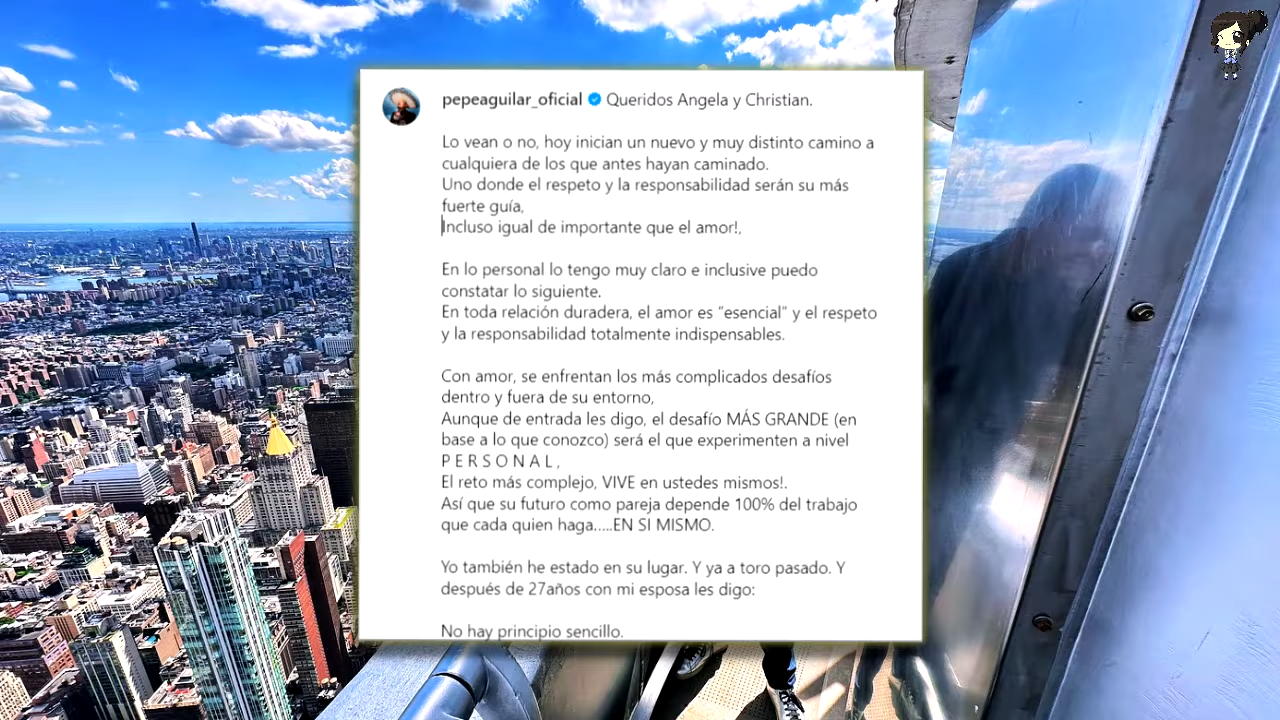 pepeaguilar_oficial Queridos Angela y Christian.
Lo vean o no, hoy inician un nuevo y muy distinto camino a
cualquiera de los que antes hayan caminado.
Uno donde el respeto y la responsabilidad serán su más
fuerte guía,
Incluso igual de importante que el amor!,
En lo personal lo tengo muy claro e inclusive puedo
constatar lo siguiente.
En toda relación duradera, el amor es “esencial” y el respeto
y la responsabilidad totalmente indispensables.
Con amor, se enfrentan los más complicados desafíos
dentro y fuera de su entorno,
Aunque de entrada les digo, el desafío MÁS GRANDE (en
base a lo que conozco) será el que experimenten a nivel
P E R S O N A L ,
El reto más complejo, VIVE en ustedes mismos!.
Así que su futuro como pareja depende 100% del trabajo
que cada quien haga.....EN SI MISMO.
Yo también he estado en su lugar. Y ya a toro pasado. Y
después de 27años con mi esposa les digo:
No hay principio sencillo.